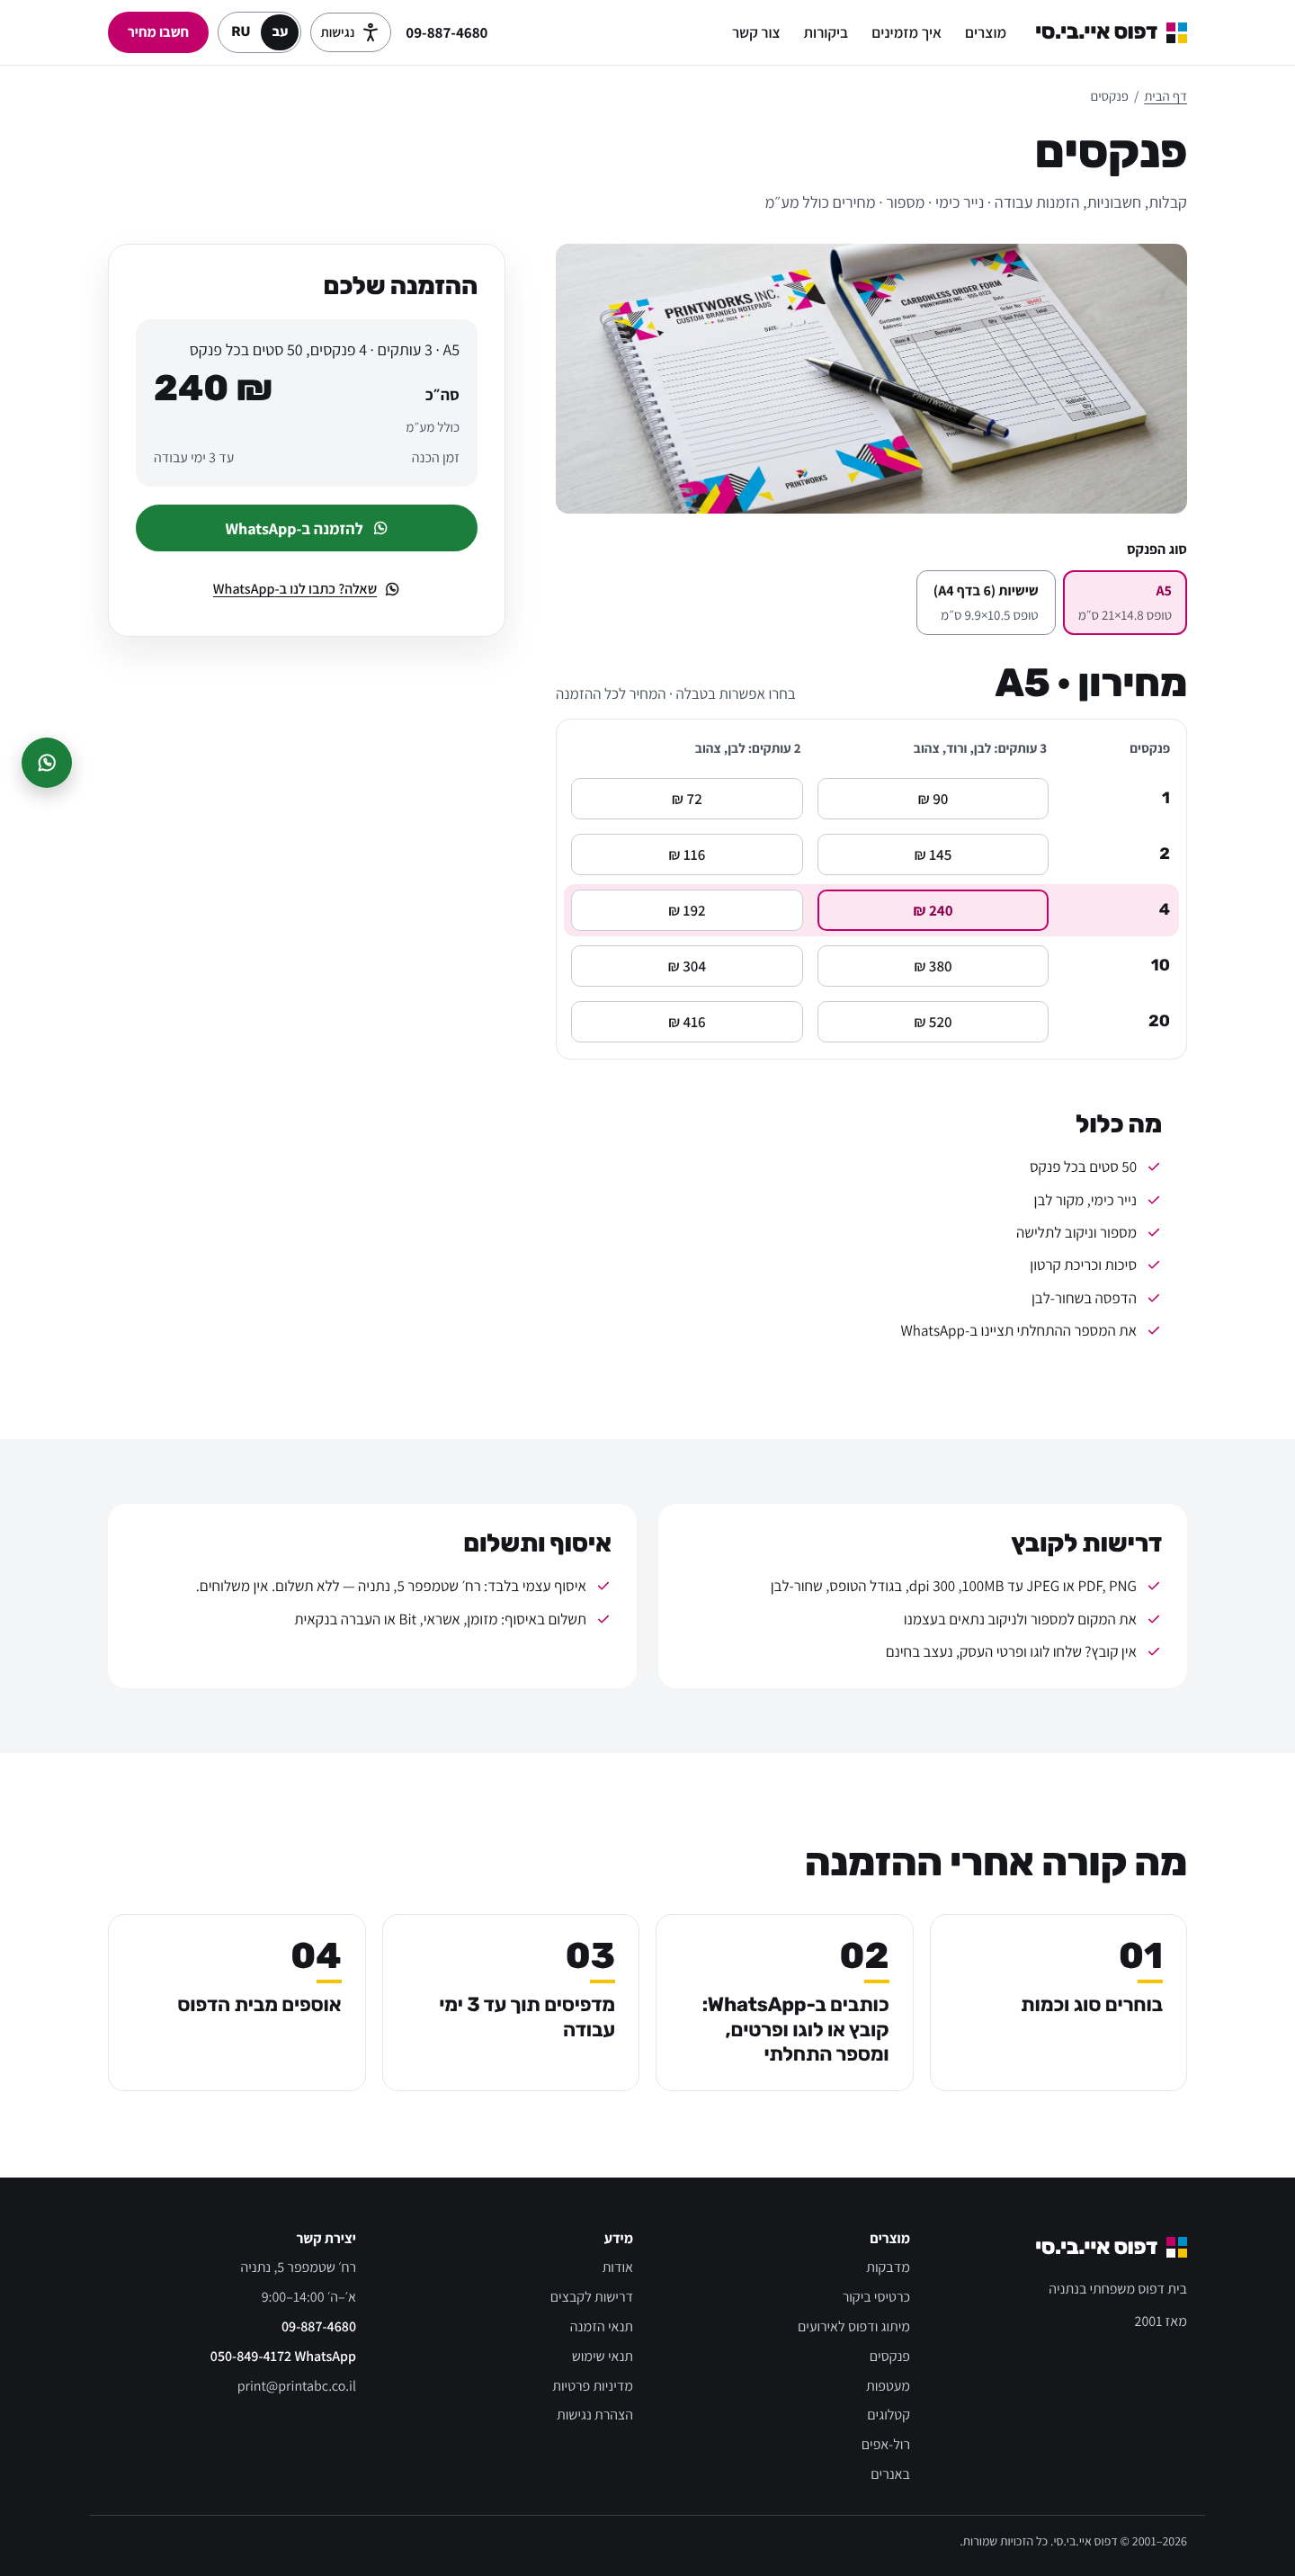 דפוס איי.בי.סי
מוצרים
איך מזמינים
ביקורות
צור קשר
09-887-4680
נגישות
עב
RU
חשבו מחיר
דף הבית / פנקסים
פנקסים
קבלות, חשבוניות, הזמנות עבודה · נייר כימי · מספור · מחירים כולל מע״מ
PRINTWORKS INC.
CUSTOM BRANDED NOTEPADS
DATE:
PRINTWORKS
CARBONLESS ORDER FORM
PRINTWORKS
סוג הפנקס
A5
טופס 14.8×21 ס״מ
שישיות (6 בדף A4)
טופס 10.5×9.9 ס״מ
מחירון · A5
בחרו אפשרות בטבלה · המחיר לכל ההזמנה
פנקסים
3 עותקים: לבן, ורוד, צהוב
2 עותקים: לבן, צהוב
1
90 ₪
72 ₪
2
145 ₪
116 ₪
4
240 ₪
192 ₪
10
380 ₪
304 ₪
20
520 ₪
416 ₪
מה כלול
50 סטים בכל פנקס
נייר כימי, מקור לבן
מספור וניקוב לתלישה
סיכות וכריכת קרטון
הדפסה בשחור-לבן
את המספר ההתחלתי תציינו ב-WhatsApp
ההזמנה שלכם
A5 · 3 עותקים · 4 פנקסים, 50 סטים בכל פנקס
סה״כ
240 ₪
כולל מע״מ
זמן הכנה
עד 3 ימי עבודה
להזמנה ב-WhatsApp
שאלה? כתבו לנו ב-WhatsApp
דרישות לקובץ
PDF, PNG או JPEG עד 100MB, 300 dpi, בגודל הטופס, שחור-לבן
את המקום למספור ולניקוב נתאים בעצמנו
אין קובץ? שלחו לוגו ופרטי העסק, נעצב בחינם
איסוף ותשלום
איסוף עצמי בלבד: רח׳ שטמפפר 5, נתניה — ללא תשלום. אין משלוחים.
תשלום באיסוף: מזומן, אשראי, Bit או העברה בנקאית
מה קורה אחרי ההזמנה
01
בוחרים סוג וכמות
02
כותבים ב-WhatsApp:
קובץ או לוגו ופרטים,
ומספר התחלתי
03
מדפיסים תוך עד 3 ימי
עבודה
04
אוספים מבית הדפוס
דפוס איי.בי.סי
בית דפוס משפחתי בנתניה
מאז 2001
מוצרים
מדבקות
כרטיסי ביקור
מיתוג ודפוס לאירועים
פנקסים
מעטפות
קטלוגים
רול-אפים
באנרים
מידע
אודות
דרישות לקבצים
תנאי הזמנה
תנאי שימוש
מדיניות פרטיות
הצהרת נגישות
יצירת קשר
רח׳ שטמפפר 5, נתניה
א׳–ה׳ 9:00–14:00
09-887-4680
050-849-4172 WhatsApp
print@printabc.co.il
2001–2026 © דפוס איי.בי.סי. כל הזכויות שמורות.